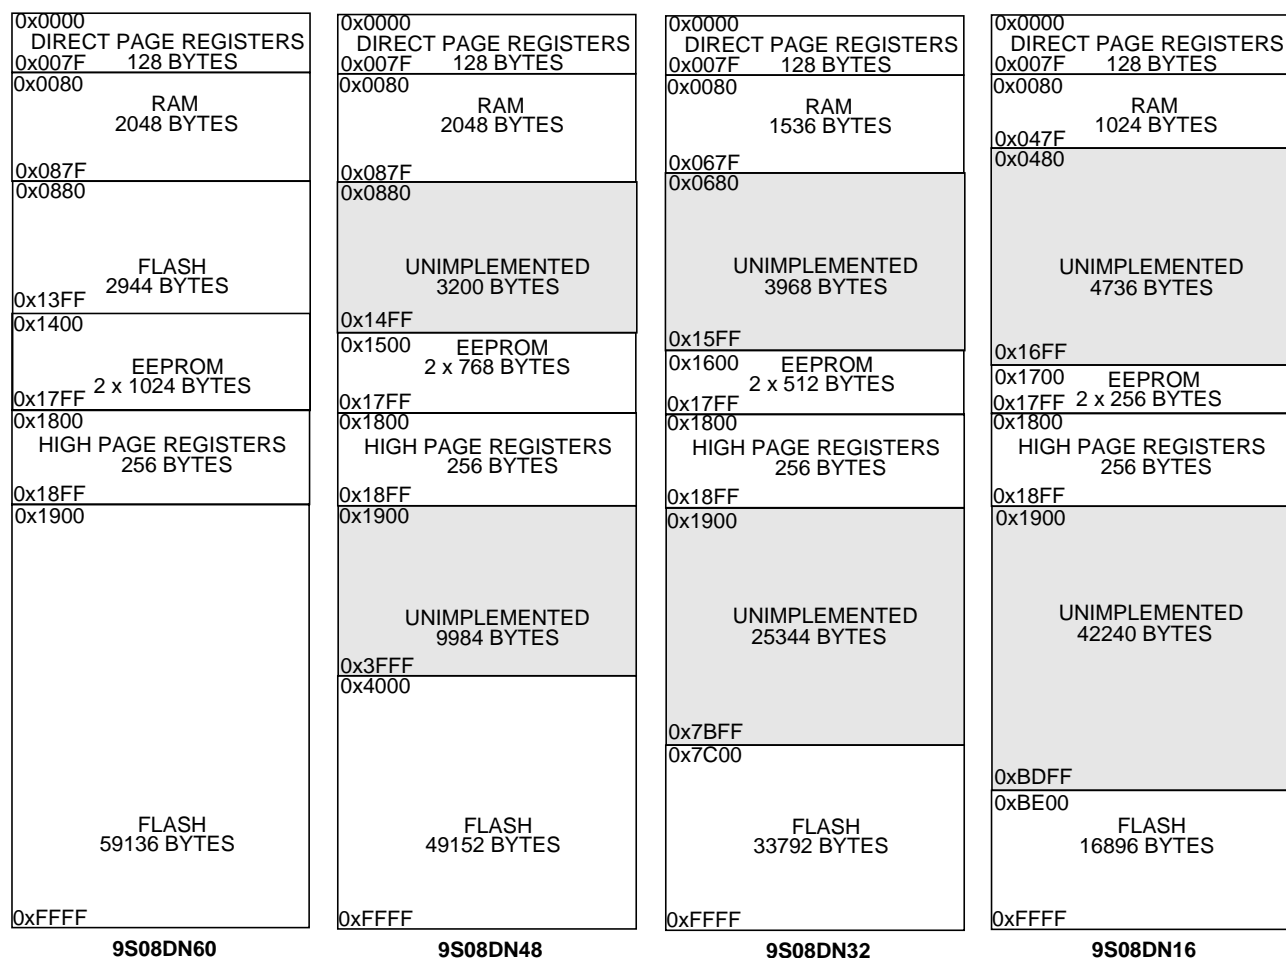 0x0000
DIRECT PAGE REGISTERS
0x007F 128 BYTES
0x0080
RAM
2048 BYTES
0x087F
0x0880
FLASH
2944 BYTES
0x13FF
0x1400
EEPROM
2 x 1024 BYTES
0x17FF
0x1800
HIGH PAGE REGISTERS
256 BYTES
0x18FF
0x1900
FLASH
59136 BYTES
0xFFFF
9S08DN60
0x0000
DIRECT PAGE REGISTERS
0x007F 128 BYTES
0x0080
RAM
2048 BYTES
0x087F
0x0880
UNIMPLEMENTED
3200 BYTES
0x14FF
0x1500 EEPROM
2 x 768 BYTES
0x17FF
0x1800
HIGH PAGE REGISTERS
256 BYTES
0x18FF
0x1900
UNIMPLEMENTED
9984 BYTES
0x3FFF
0x4000
FLASH
49152 BYTES
0xFFFF
9S08DN48
0x0000
DIRECT PAGE REGISTERS
0x007F 128 BYTES
0x0080
RAM
1536 BYTES
0x067F
0x0680
UNIMPLEMENTED
3968 BYTES
0x15FF
0x1600 EEPROM
2 x 512 BYTES
0x17FF
0x1800
HIGH PAGE REGISTERS
256 BYTES
0x18FF
0x1900
UNIMPLEMENTED
25344 BYTES
0x7BFF
0x7C00
FLASH
33792 BYTES
0xFFFF
9S08DN32
0x0000
DIRECT PAGE REGISTERS
0x007F 128 BYTES
0x0080
RAM
1024 BYTES
0x047F
0x0480
UNIMPLEMENTED
4736 BYTES
0x16FF
0x1700 EEPROM
0x17FF 2 x 256 BYTES
0x1800
HIGH PAGE REGISTERS
256 BYTES
0x18FF
0x1900
UNIMPLEMENTED
42240 BYTES
0xBDFF
0xBE00
FLASH
16896 BYTES
0xFFFF
9S08DN16